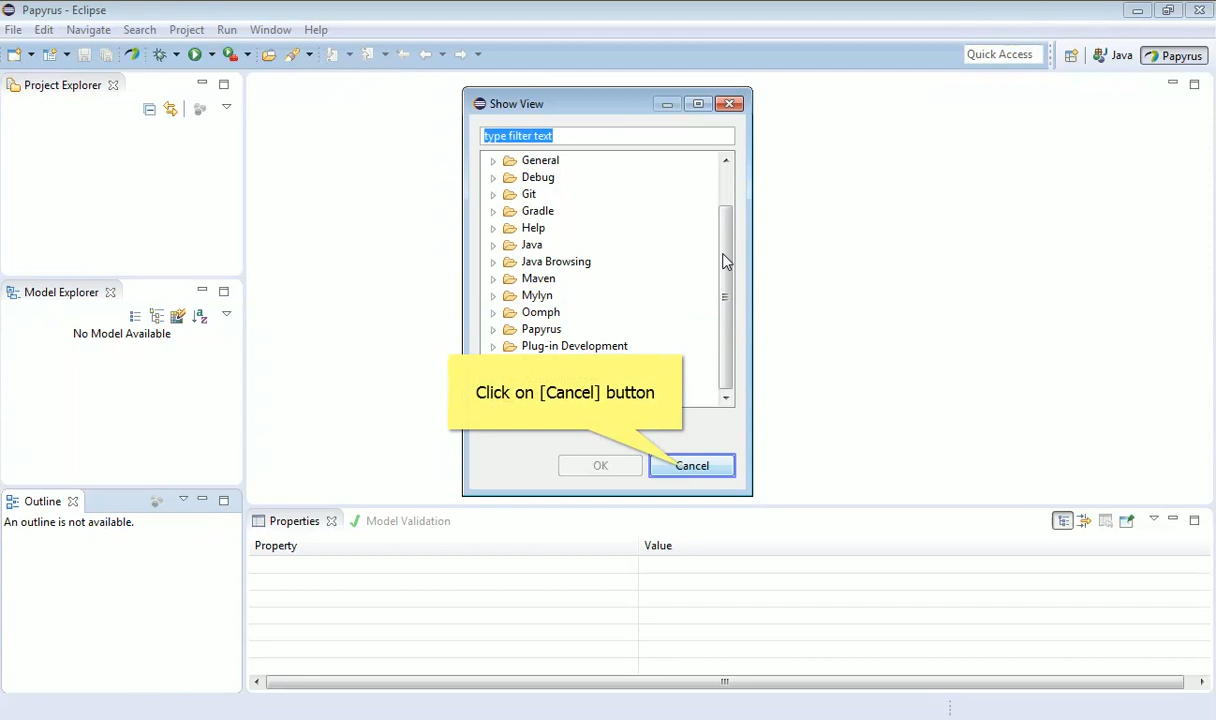 Papyrus - Eclipse
File Edit Navigate Search Project Run Window Help
Quick Access
Java
Papyrus
Project Explorer
Model Explorer
No Model Available
Outline
An outline is not available.
Show View
type filter text
General
Debug
Git
Gradle
Help
Java
Java Browsing
Maven
Mylyn
Oomph
Papyrus
Plug-in Development
Click on [Cancel] button
OK Cancel
Properties Model Validation
Property Value